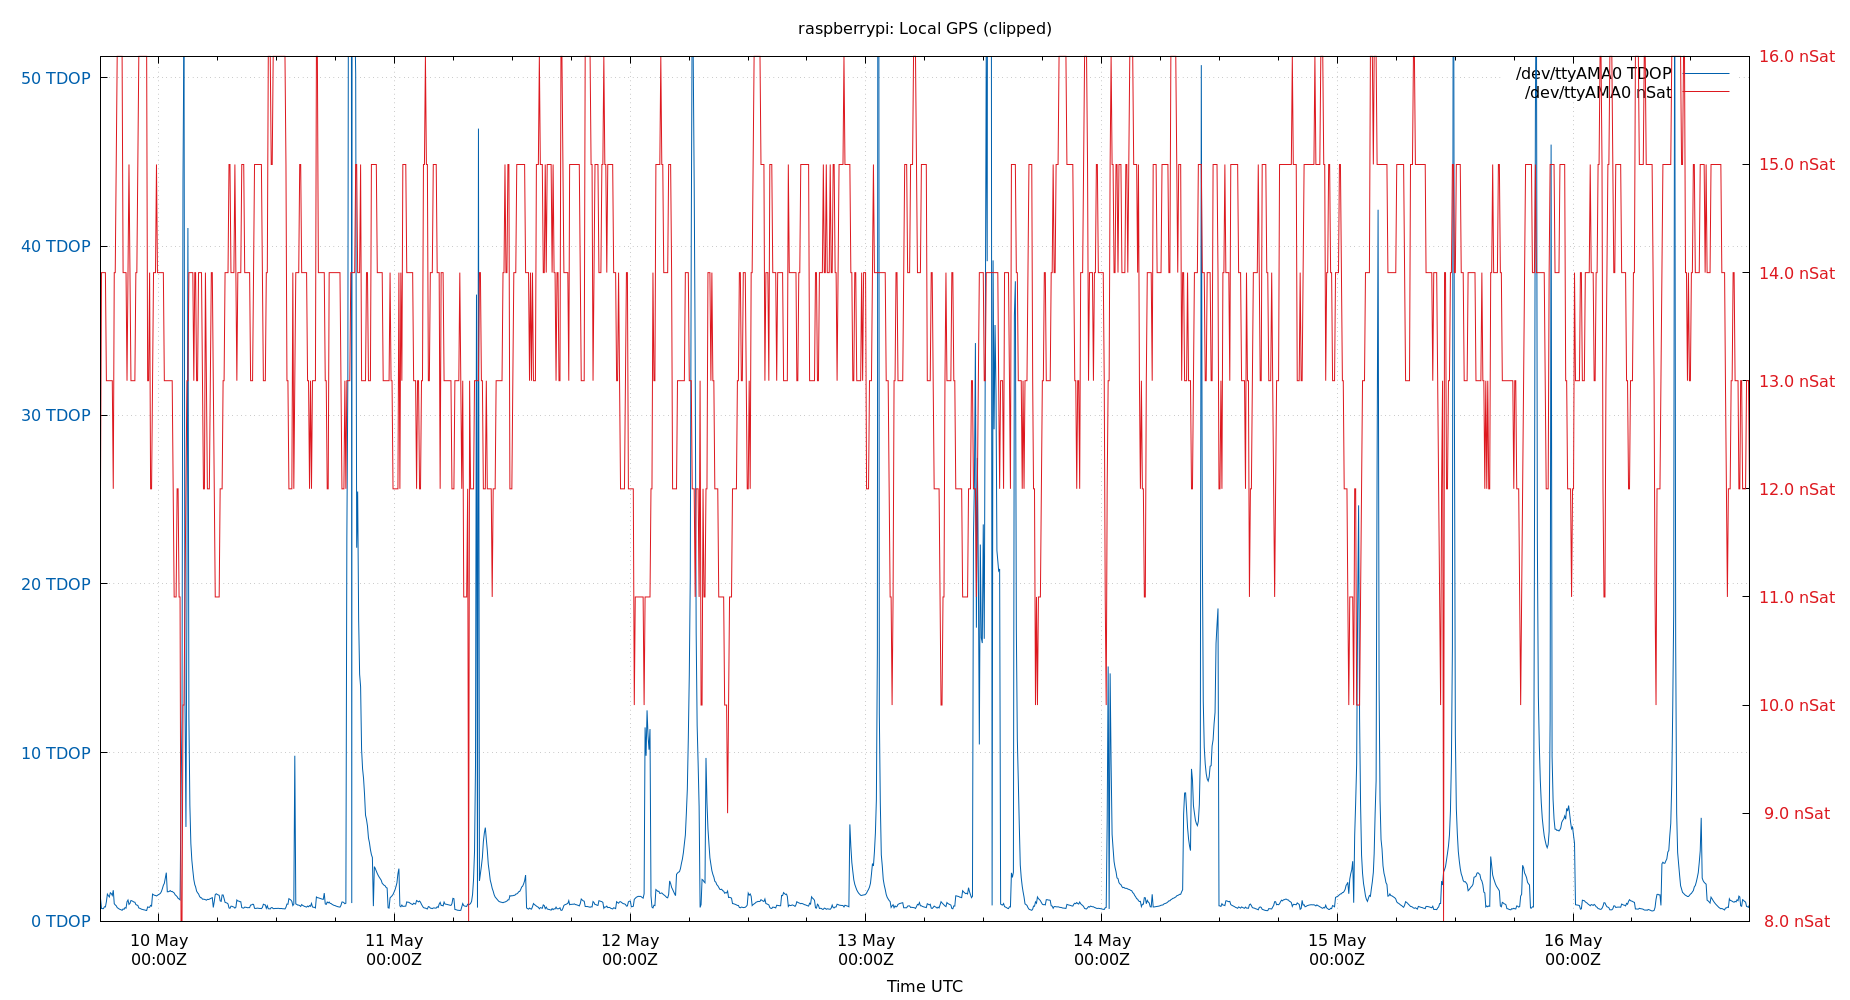 raspberrypi: Local GPS (clipped)
50 TDOP
40 TDOP
30 TDOP
20 TDOP
10 TDOP
0 TDOP
/dev/ttyAMA0 TDOP
/dev/ttyAMA0 nSat
16.0 nSat
15.0 nSat
14.0 nSat
13.0 nSat
12.0 nSat
11.0 nSat
10.0 nSat
9.0 nSat
8.0 nSat
10 May 11 May 12 May 13 May 14 May 15 May 16 May
00:00Z 00:00Z 00:00Z 00:00Z 00:00Z 00:00Z 00:00Z
Time UTC